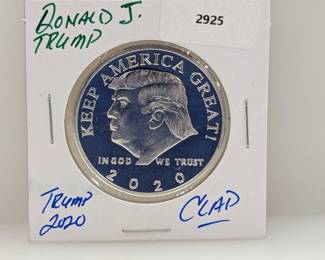 DONALD J.
TRUMP
2925
KEEP AMERICA GREAT!
IN GOD WE TRUST
2020
TRUMP
2020
CLAD